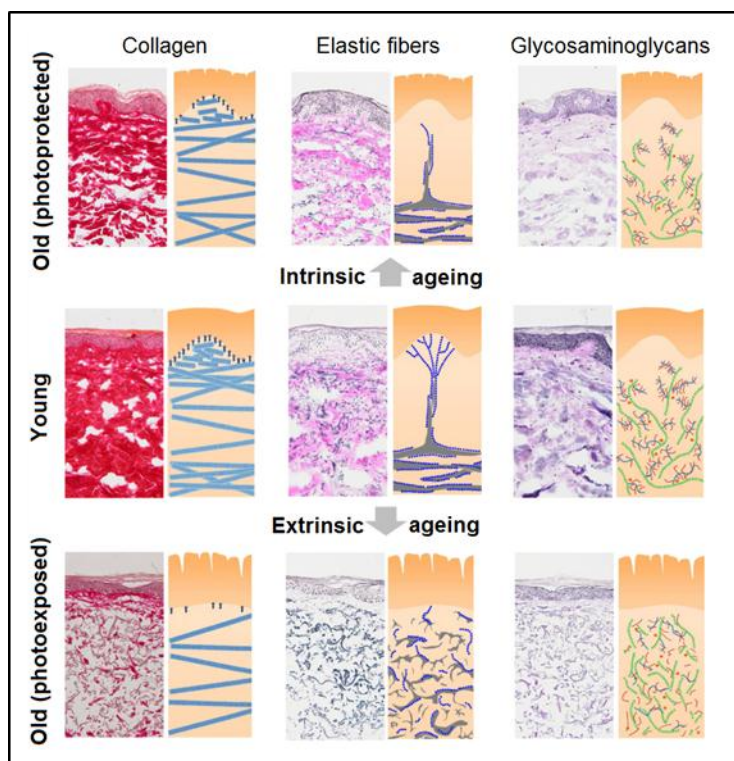 Collagen
Elastic fibers
Glycosaminoglycans
Old (photoprotected)
Intrinsic ageing
Young
Extrinsic ageing
Old (photoexposed)